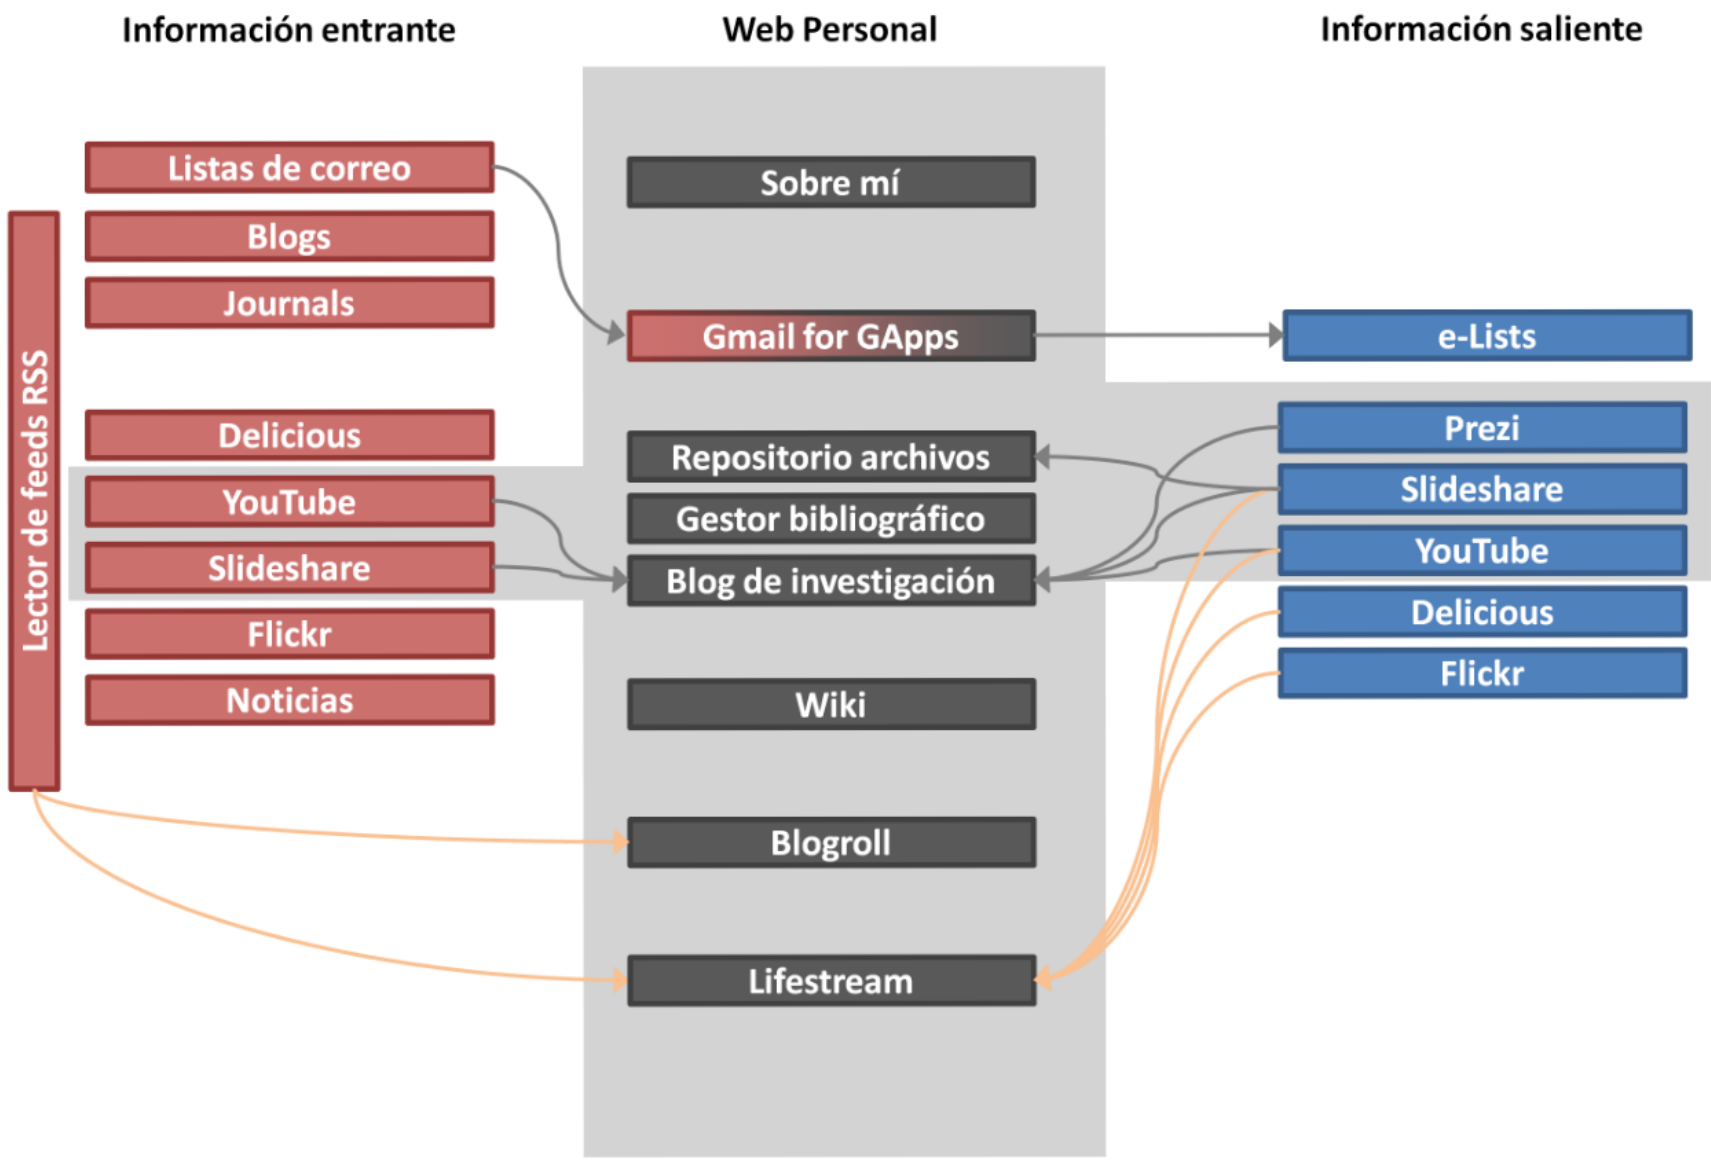 Información entrante
Web Personal
Información saliente
Lector de feeds RSS
Listas de correo
Blogs
Journals
Delicious
YouTube
Slideshare
Flickr
Noticias
Sobre mí
Gmail for GApps
Repositorio archivos
Gestor bibliográfico
Blog de investigación
Wiki
Blogroll
Lifestream
e-Lists
Prezi
Slideshare
YouTube
Delicious
Flickr